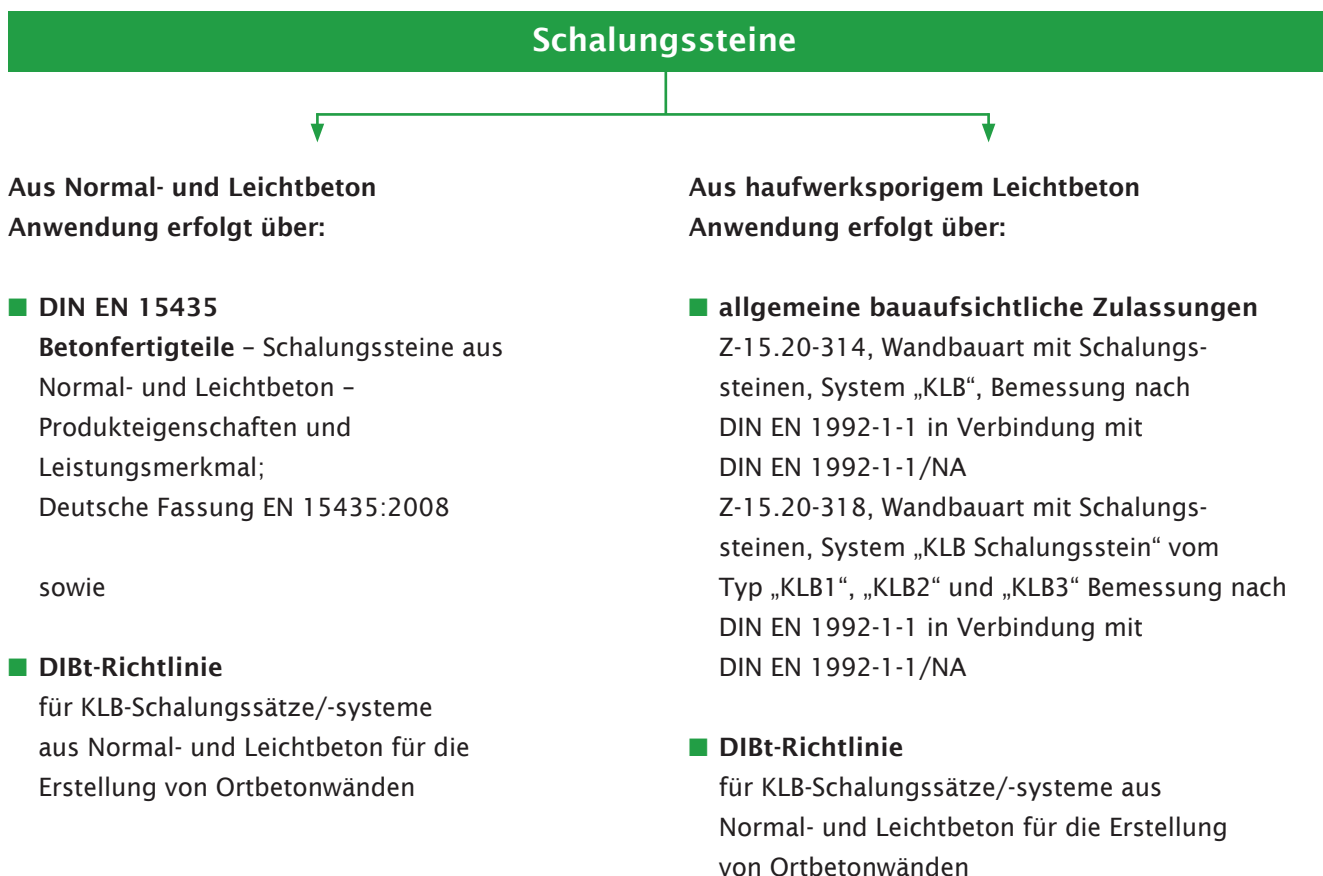 Schalungssteine
Aus Normal- und Leichtbeton
Anwendung erfolgt über:
■ DIN EN 15435
Betonfertigteile – Schalungssteine aus
Normal- und Leichtbeton –
Produkteigenschaften und
Leistungsmerkmal;
Deutsche Fassung EN 15435:2008
sowie
■ DIBt-Richtlinie
für KLB-Schalungssätze/-systeme
aus Normal- und Leichtbeton für die
Erstellung von Ortbetonwänden
Aus haufwerksporigem Leichtbeton
Anwendung erfolgt über:
■ allgemeine bauaufsichtliche Zulassungen
Z-15.20-314, Wandbauart mit Schalungs-
steinen, System „KLB“, Bemessung nach
DIN EN 1992-1-1 in Verbindung mit
DIN EN 1992-1-1/NA
Z-15.20-318, Wandbauart mit Schalungs-
steinen, System „KLB Schalungsstein“ vom
Typ „KLB1“, „KLB2“ und „KLB3“ Bemessung nach
DIN EN 1992-1-1 in Verbindung mit
DIN EN 1992-1-1/NA
■ DIBt-Richtlinie
für KLB-Schalungssätze/-systeme aus
Normal- und Leichtbeton für die Erstellung
von Ortbetonwänden